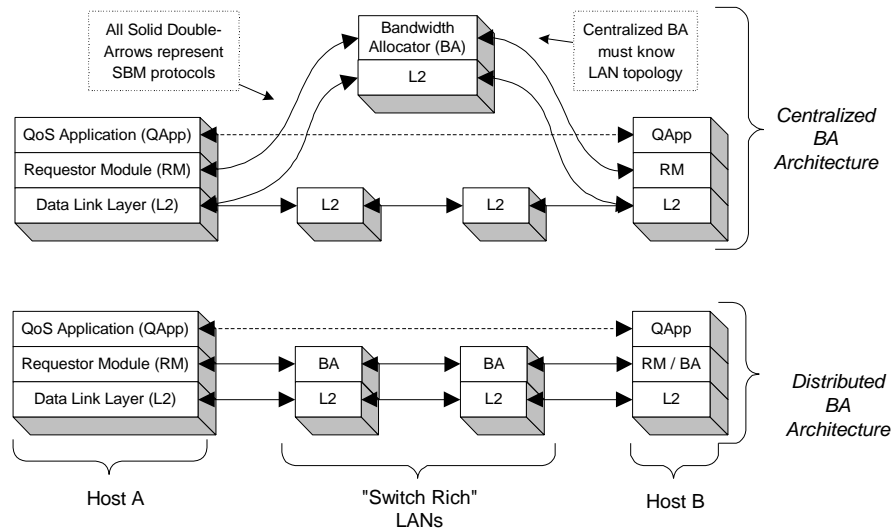 All Solid Double-
Arrows represent
SBM protocols
Bandwidth
Allocator (BA)
L2
Centralized BA
must know
LAN topology
QoS Application (QApp)
Requestor Module (RM)
Data Link Layer (L2)
L2
L2
QApp
RM
L2
Centralized
BA
Architecture
QoS Application (QApp)
Requestor Module (RM)
Data Link Layer (L2)
BA
L2
BA
L2
QApp
RM / BA
L2
Distributed
BA
Architecture
Host A
"Switch Rich"
LANs
Host B